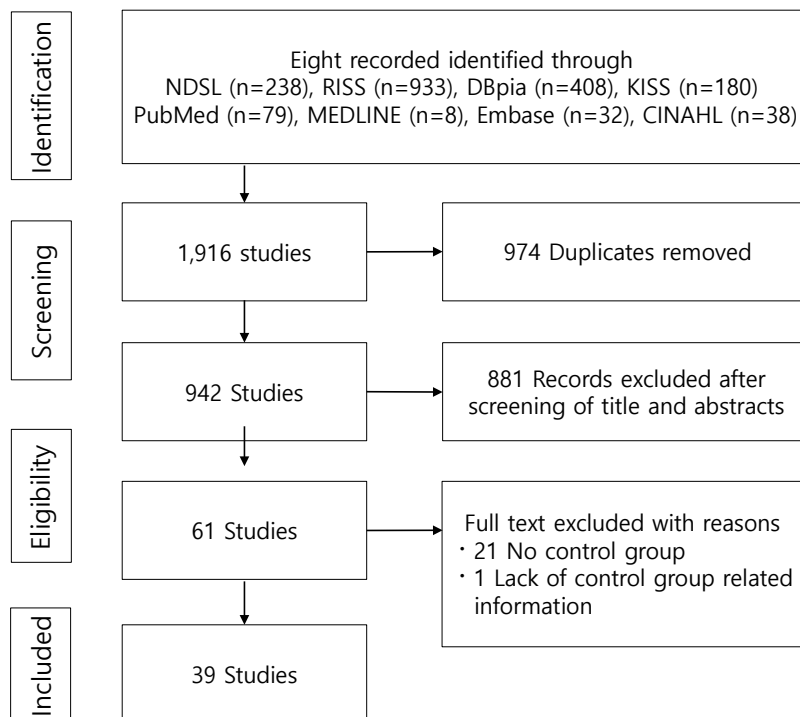 Identification
Eight recorded identified through
NDSL (n=238), RISS (n=933), DBpia (n=408), KISS (n=180)
PubMed (n=79), MEDLINE (n=8), Embase (n=32), CINAHL (n=38)
Screening
1,916 studies
974 Duplicates removed
942 Studies
881 Records excluded after
screening of title and abstracts
Eligibility
61 Studies
Full text excluded with reasons
· 21 No control group
· 1 Lack of control group related
information
Included
39 Studies